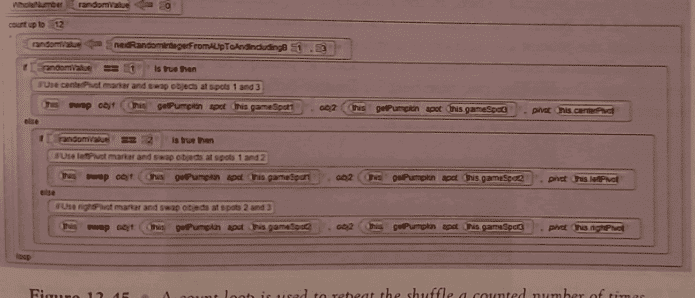 WholeNumber randomValue 0
count up to 12
randomValue nextRandomIntegerFromAUpToAndIncludingB 1 , 3
if randomValue == 1 is true then
//Use centerPivot marker and swap objects at spots 1 and 3
this swap obj1 this getPumpkin spot this.gameSpot1 , obj2 this getPumpkin spot this.gameSpot3 , pivot this.centerPivot
else
if randomValue == 2 is true then
//Use leftPivot marker and swap objects at spots 1 and 2
this swap obj1 this getPumpkin spot this.gameSpot1 , obj2 this getPumpkin spot this.gameSpot2 , pivot this.leftPivot
else
//Use rightPivot marker and swap objects at spots 2 and 3
this swap obj1 this getPumpkin spot this.gameSpot2 , obj2 this getPumpkin spot this.gameSpot3 , pivot this.rightPivot
loop
Figure 12-45 A count loop is used to repeat the shuffle a counted number of times